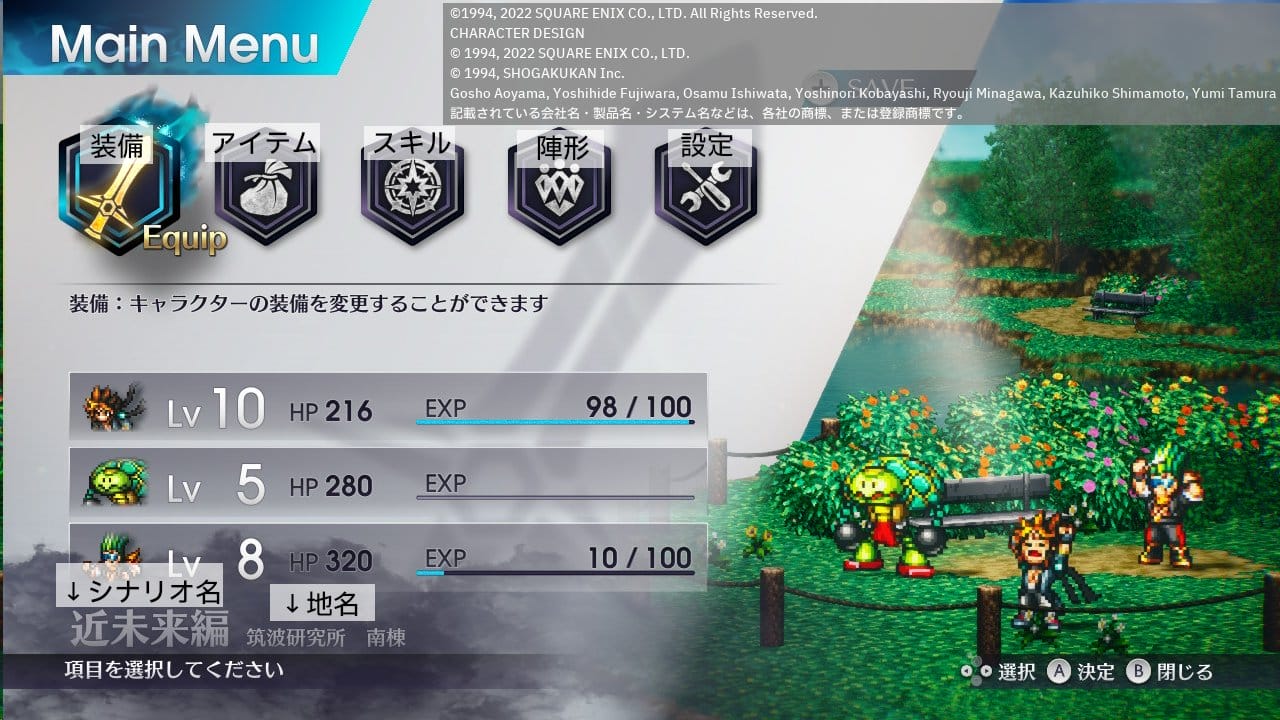 Main Menu
©1994, 2022 SQUARE ENIX CO., LTD. All Rights Reserved.
CHARACTER DESIGN
© 1994, 2022 SQUARE ENIX CO., LTD.
© 1994, SHOGAKUKAN Inc.
Gosho Aoyama, Yoshihide Fujiwara, Osamu Ishiwata, Yoshinori Kobayashi, Ryouji Minagawa, Kazuhiko Shimamoto, Yumi Tamura
記載されている会社名・製品名・システム名などは、各社の商標、または登録商標です。
SAVE
装備 アイテム スキル 陣形 設定
Equip
装備：キャラクターの装備を変更することができます
Lv 10 HP 216 EXP 98 / 100
Lv 5 HP 280 EXP
Lv 8 HP 320 EXP 10 / 100
↓シナリオ名 ↓地名
近未来編 筑波研究所 南棟
項目を選択してください
選択 A 決定 B 閉じる